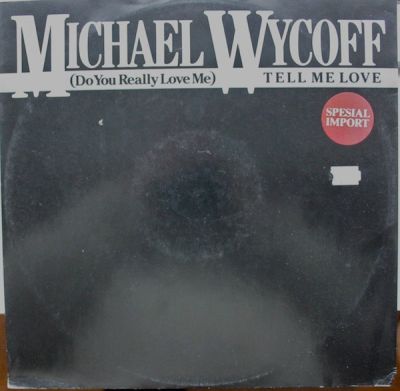 MICHAEL WYCOFF
(Do You Really Love Me) TELL ME LOVE
SPESIAL
IMPORT